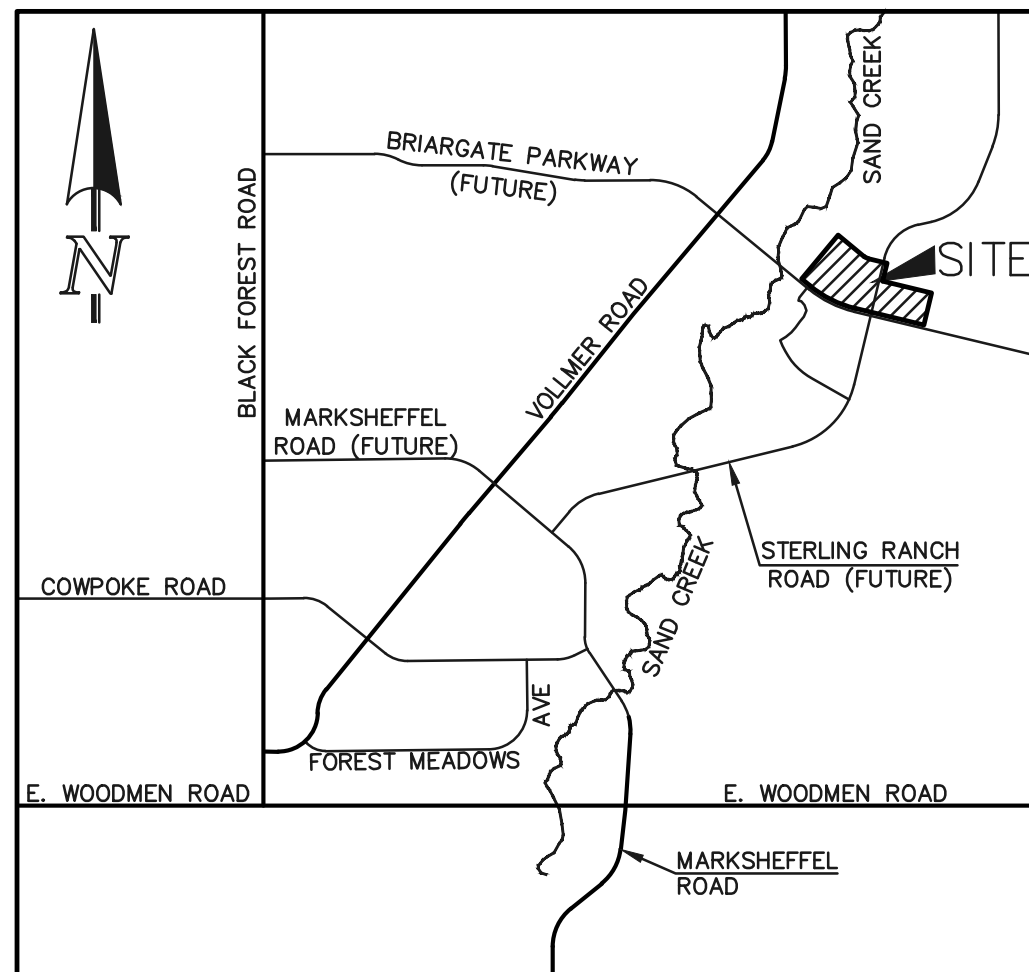 SAND CREEK
BRIARGATE PARKWAY
(FUTURE)
N
BLACK FOREST ROAD
SITE
VOLLMER ROAD
MARKSHEFFEL
ROAD (FUTURE)
STERLING RANCH
ROAD (FUTURE)
COWPOKE ROAD
SAND CREEK
AVE
FOREST MEADOWS
E. WOODMEN ROAD
E. WOODMEN ROAD
MARKSHEFFEL
ROAD